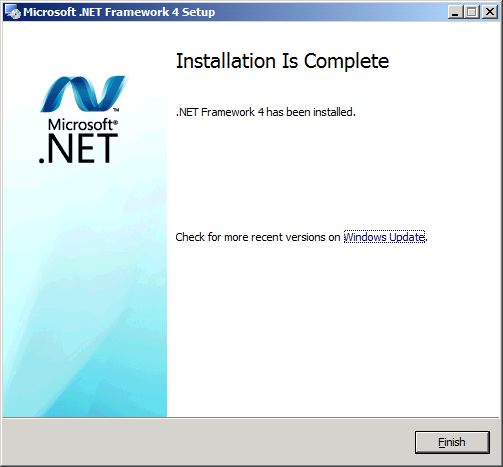 Microsoft .NET Framework 4 Setup
Installation Is Complete
Microsoft®
.NET
™
.NET Framework 4 has been installed.
Check for more recent versions on Windows Update.
Finish